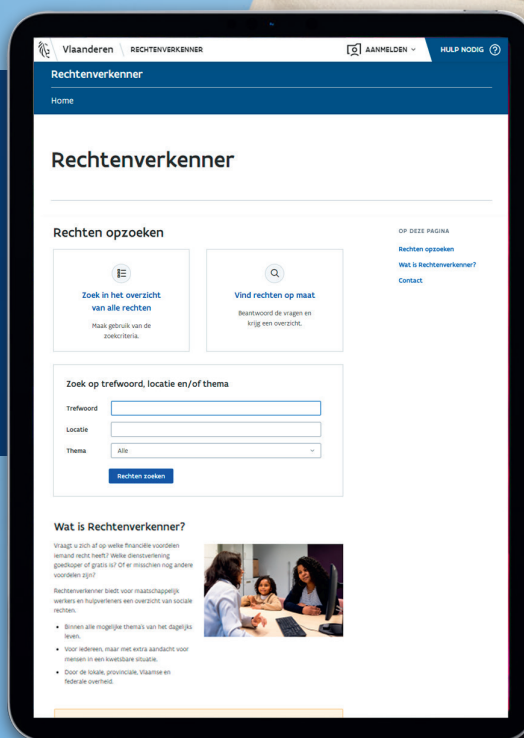 Vlaanderen
RECHTENVERKENNER
AANMELDEN
HULP NODIG ?
Rechtenverkenner
Home
Rechtenverkenner
Rechten opzoeken
Zoek in het overzicht
van alle rechten
Maak gebruik van de
zoekcriteria.
Vind rechten op maat
Beantwoord de vragen en
krijg een overzicht.
Zoek op trefwoord, locatie en/of thema
Trefwoord
Locatie
Thema Alle
Rechten zoeken
OP DEZE PAGINA
Rechten opzoeken
Wat is Rechtenverkenner?
Contact
Wat is Rechtenverkenner?
Vraagt u zich af op welke financiële voordelen
iemand recht heeft? Welke dienstverlening
goedkoper of gratis is? Of er misschien nog andere
voordelen zijn?
Rechtenverkenner biedt voor maatschappelijk
werkers en hulpverleners een overzicht van sociale
rechten.
• Binnen alle mogelijke thema's van het dagelijks
leven.
• Voor iedereen, maar met extra aandacht voor
mensen in een kwetsbare situatie.
• Door de lokale, provinciale, Vlaamse en
federale overheid.